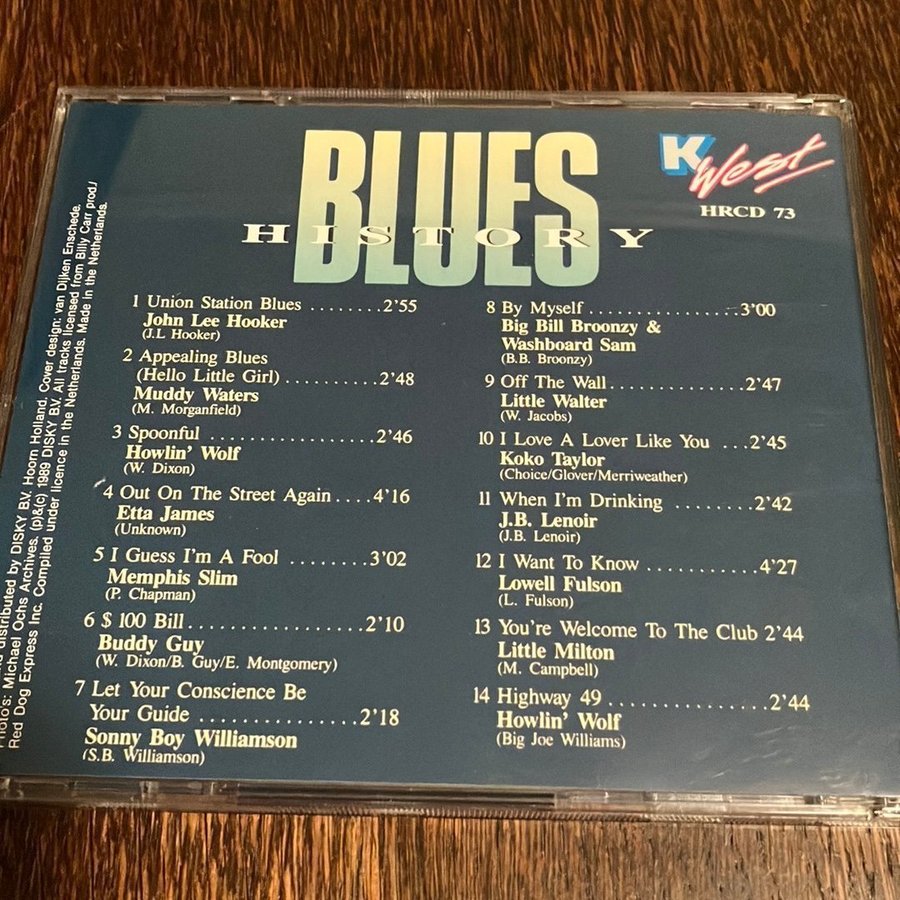 BLUES
HISTORY
K West
HRCD 73
1 Union Station Blues ........2'55
John Lee Hooker
(J.L Hooker)
2 Appealing Blues
(Hello Little Girl)..........2'48
Muddy Waters
(M. Morganfield)
3 Spoonful ..................2'46
Howlin' Wolf
(W. Dixon)
4 Out On The Street Again....4'16
Etta James
(Unknown)
5 I Guess I'm A Fool ........3'02
Memphis Slim
(P. Chapman)
6 $ 100 Bill.................2'10
Buddy Guy
(W. Dixon/B. Guy/E. Montgomery)
7 Let Your Conscience Be
Your Guide ................2'18
Sonny Boy Williamson
(S.B. Williamson)
8 By Myself ................3'00
Big Bill Broonzy &
Washboard Sam
(B.B. Broonzy)
9 Off The Wall..............2'47
Little Walter
(W. Jacobs)
10 I Love A Lover Like You ...2'45
Koko Taylor
(Choice/Glover/Merriweather)
11 When I'm Drinking ........2'42
J.B. Lenoir
(J.B. Lenoir)
12 I Want To Know ...........4'27
Lowell Fulson
(L. Fulson)
13 You're Welcome To The Club 2'44
Little Milton
(M. Campbell)
14 Highway 49................2'44
Howlin' Wolf
(Big Joe Williams)
distributed by DISKY B.V. Hoorn Holland. Cover design: van Dijken Enschede.
Photo's: Michael Ochs Archives. (p)&(c) 1989 DISKY B.V. All tracks licensed from Billy Carr prod./
Red Dog Express Inc. Compiled under licence in the Netherlands. Made in the Netherlands.